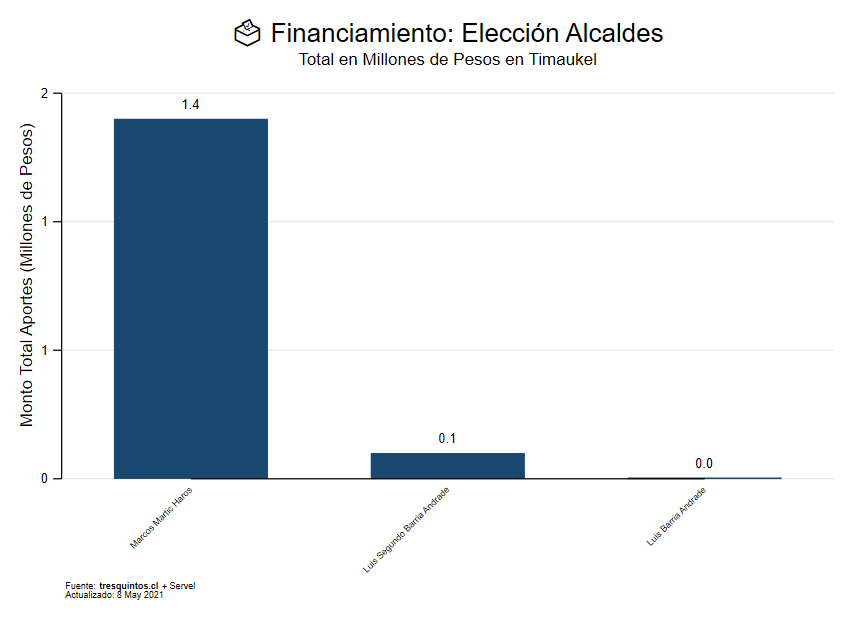 Financiamiento: Elección Alcaldes
Total en Millones de Pesos en Timaukel
Monto Total Aportes (Millones de Pesos)
2
1
1
0
1.4
0.1
0.0
Marcos Martic Haros
Luis Segundo Barria Andrade
Luis Barria Andrade
Fuente: tresquintos.cl + Servel
Actualizado: 8 May 2021